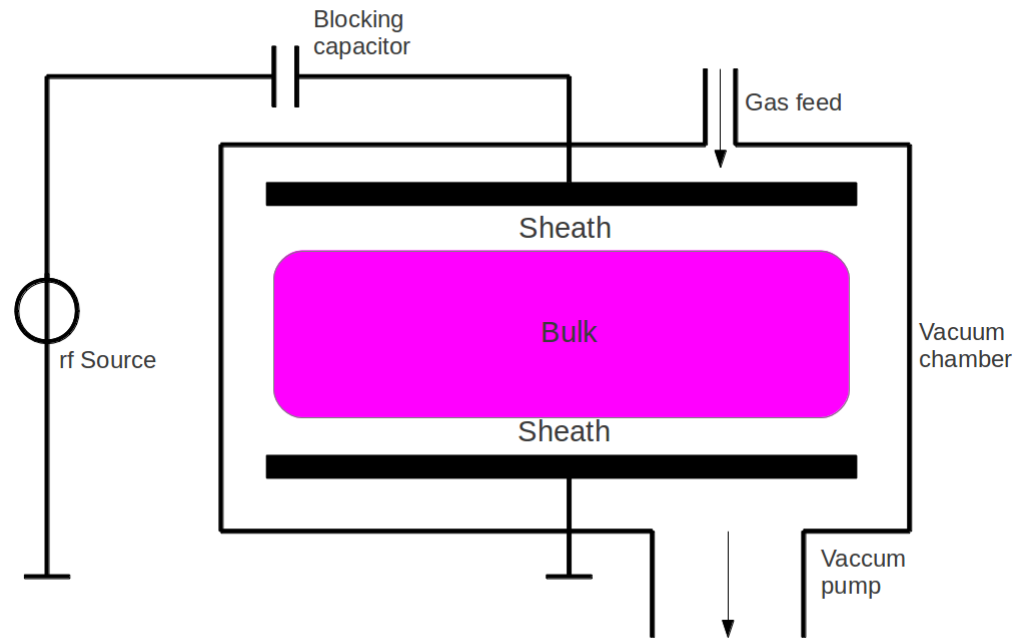 Blocking
capacitor
Gas feed
Sheath
Bulk
Vacuum
chamber
rf Source
Sheath
Vaccum
pump